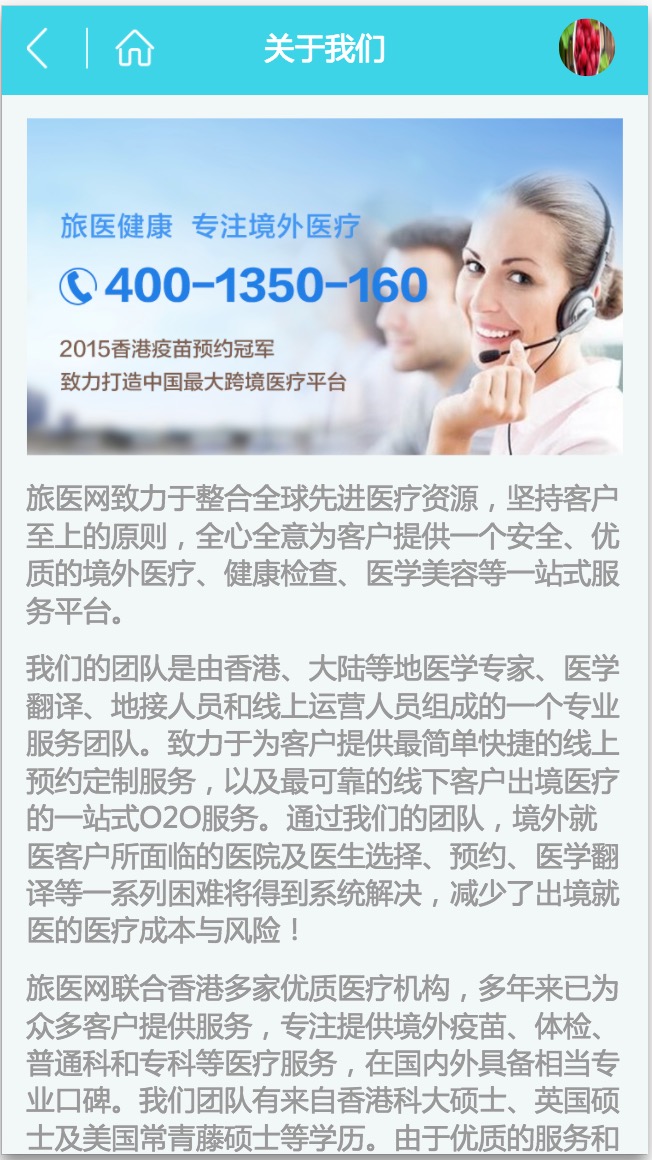 关于我们
旅医健康 专注境外医疗
400-1350-160
2015香港疫苗预约冠军
致力打造中国最大跨境医疗平台
旅医网致力于整合全球先进医疗资源，坚持客户
至上的原则，全心全意为客户提供一个安全、优
质的境外医疗、健康检查、医学美容等一站式服
务平台。
我们的团队是由香港、大陆等地医学专家、医学
翻译、地接人员和线上运营人员组成的一个专业
服务团队。致力于为客户提供最简单快捷的线上
预约定制服务，以及最可靠的线下客户出境医疗
的一站式O2O服务。通过我们的团队，境外就
医客户所面临的医院及医生选择、预约、医学翻
译等一系列困难将得到系统解决，减少了出境就
医的医疗成本与风险！
旅医网联合香港多家优质医疗机构，多年来已为
众多客户提供服务，专注提供境外疫苗、体检、
普通科和专科等医疗服务，在国内外具备相当专
业口碑。我们团队有来自香港科大硕士、英国硕
士及美国常青藤硕士等学历。由于优质的服务和